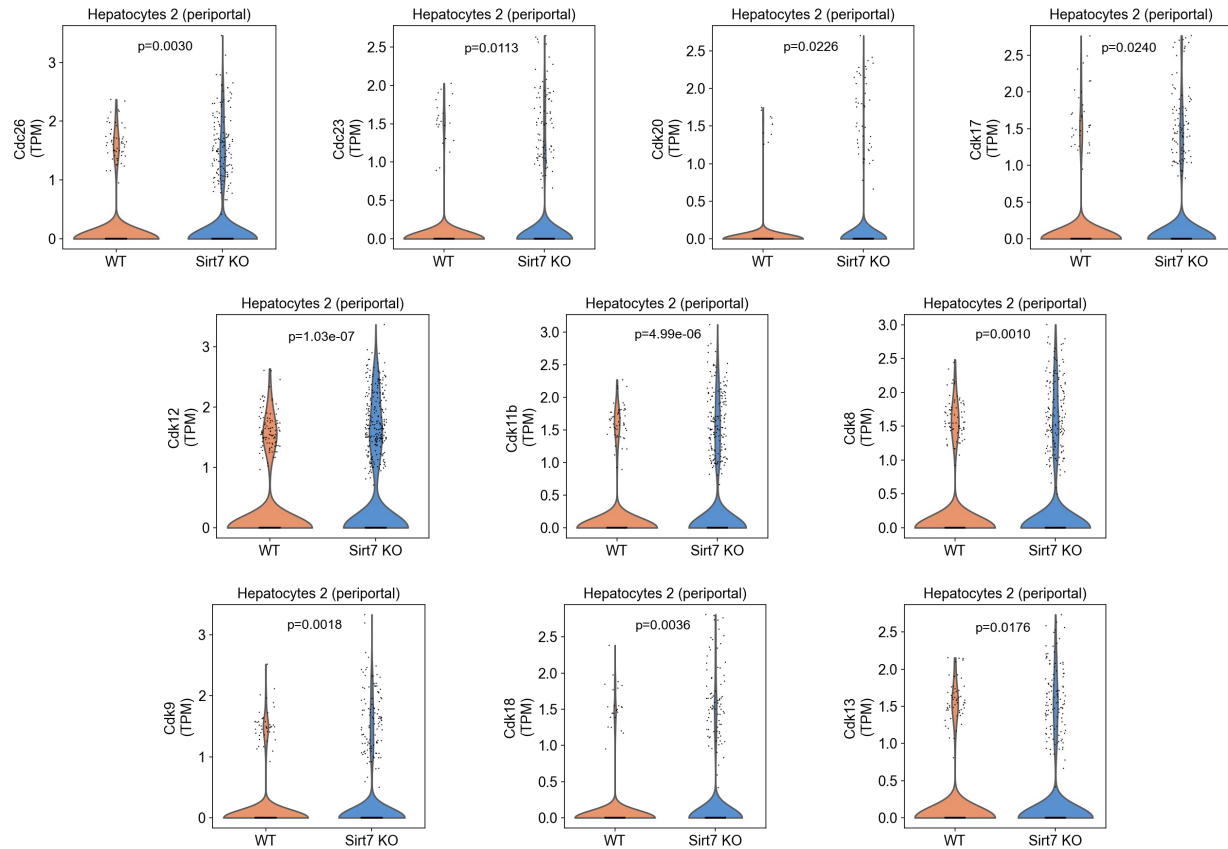 Hepatocytes 2 (periportal)
p=0.0030
Cdc26
(TPM)
3
2
1
0
WT
Sirt7 KO
Hepatocytes 2 (periportal)
p=0.0113
Cdc23
(TPM)
2.5
2.0
1.5
1.0
0.5
0.0
WT
Sirt7 KO
Hepatocytes 2 (periportal)
p=0.0226
Cdk20
(TPM)
2.5
2.0
1.5
1.0
0.5
0.0
WT
Sirt7 KO
Hepatocytes 2 (periportal)
p=0.0240
Cdk17
(TPM)
2.5
2.0
1.5
1.0
0.5
0.0
WT
Sirt7 KO
Hepatocytes 2 (periportal)
p=1.03e-07
Cdk12
(TPM)
3
2
1
0
WT
Sirt7 KO
Hepatocytes 2 (periportal)
p=4.99e-06
Cdk11b
(TPM)
3.0
2.5
2.0
1.5
1.0
0.5
0.0
WT
Sirt7 KO
Hepatocytes 2 (periportal)
p=0.0010
Cdk8
(TPM)
3.0
2.5
2.0
1.5
1.0
0.5
0.0
WT
Sirt7 KO
Hepatocytes 2 (periportal)
p=0.0018
Cdk9
(TPM)
3
2
1
0
WT
Sirt7 KO
Hepatocytes 2 (periportal)
p=0.0036
Cdk18
(TPM)
2.5
2.0
1.5
1.0
0.5
0.0
WT
Sirt7 KO
Hepatocytes 2 (periportal)
p=0.0176
Cdk13
(TPM)
2.5
2.0
1.5
1.0
0.5
0.0
WT
Sirt7 KO